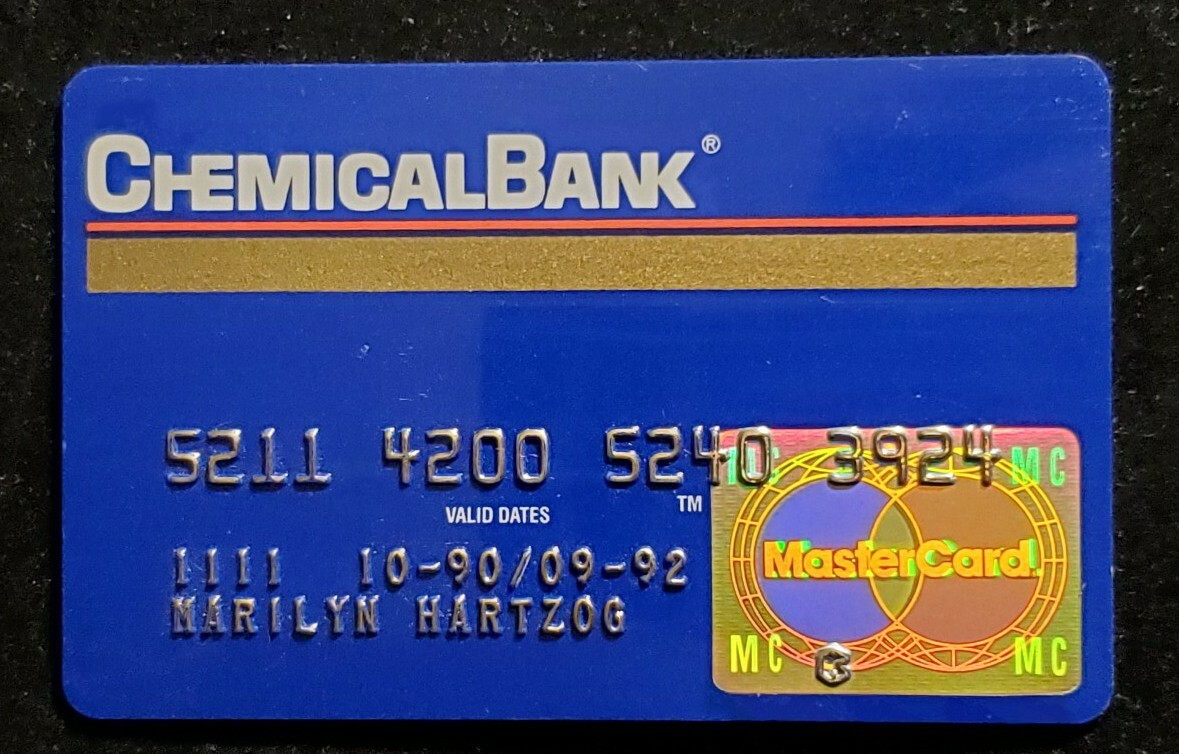 CHEMICALBANK®
5211 4200 5240 3924
VALID DATES
TM
1111 10-90/09-92
MARILYN HARTZOG
MC MC
MasterCard
MC MC